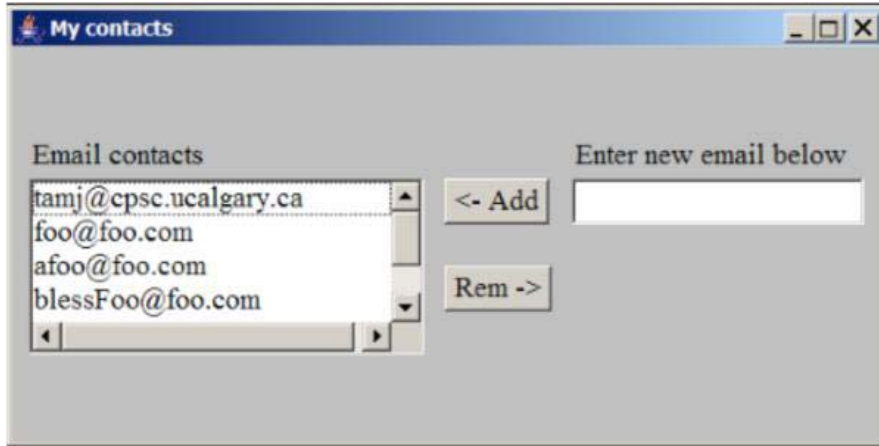 My contacts
Email contacts
Enter new email below
tamj@cpsc.ucalgary.ca
foo@foo.com
afoo@foo.com
blessFoo@foo.com
<- Add
Rem ->